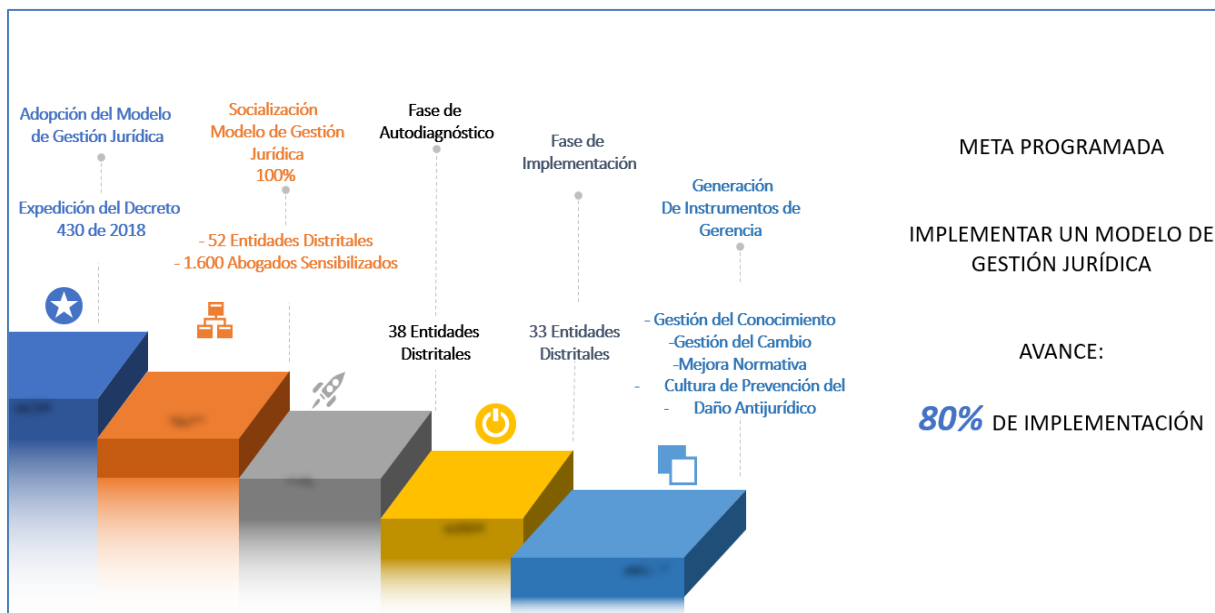 Adopción del Modelo
de Gestión Jurídica
Expedición del Decreto
430 de 2018
Socialización
Modelo de Gestión
Jurídica
100%
- 52 Entidades Distritales
- 1.600 Abogados Sensibilizados
Fase de
Autodiagnóstico
38 Entidades
Distritales
Fase de
Implementación
33 Entidades
Distritales
Generación
De Instrumentos de
Gerencia
- Gestión del Conocimiento
-Gestión del Cambio
-Mejora Normativa
- Cultura de Prevención del
- Daño Antijurídico
META PROGRAMADA
IMPLEMENTAR UN MODELO DE
GESTIÓN JURÍDICA
AVANCE:
80% DE IMPLEMENTACIÓN